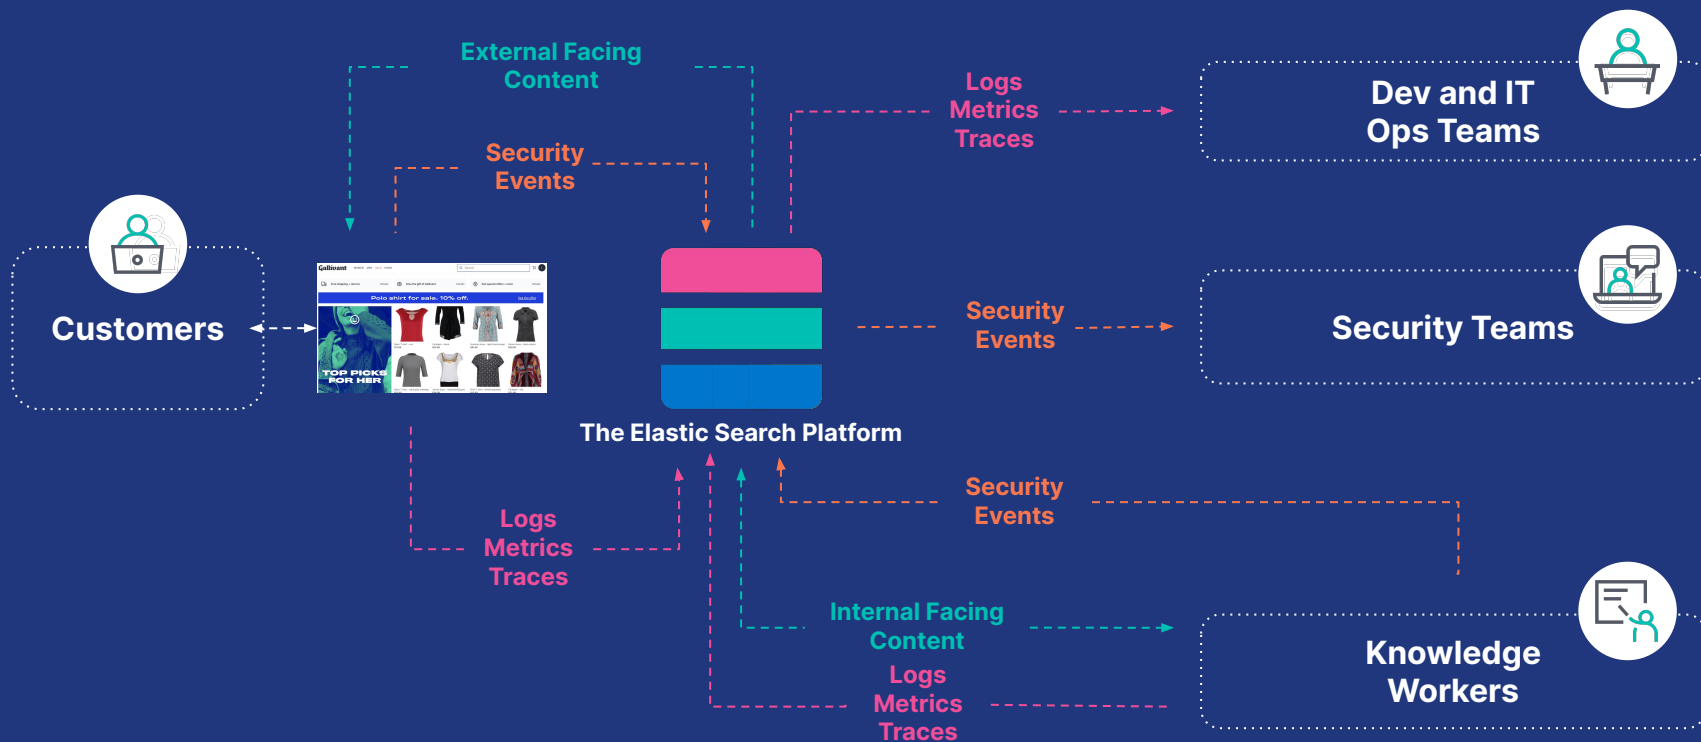 External Facing
Content
Logs
Metrics
Traces
Dev and IT
Ops Teams
Security
Events
Customers
Gallivant
Polo shirt for sale. 10% off.
TOP PICKS
FOR HER
The Elastic Search Platform
Security
Events
Security Teams
Security
Events
Logs
Metrics
Traces
Internal Facing
Content
Logs
Metrics
Traces
Knowledge
Workers